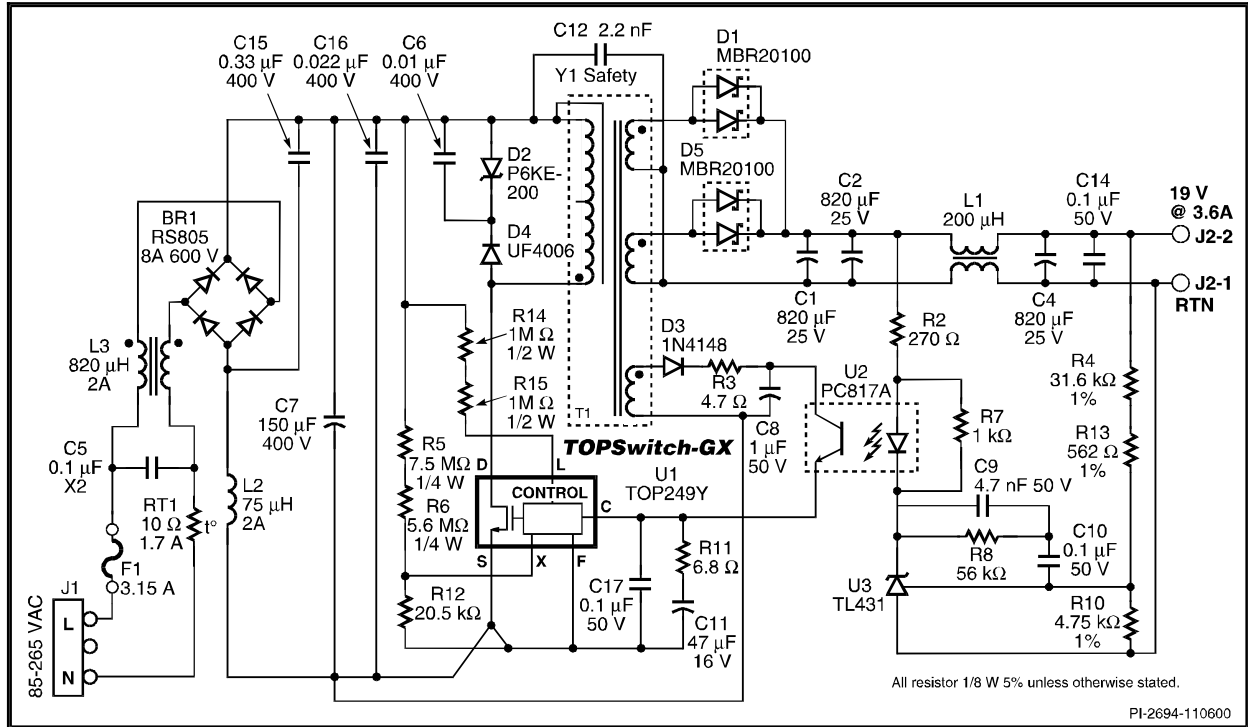 C15
0.33 µF
400 V
C16
0.022 µF
400 V
C6
0.01 µF
400 V
C12 2.2 nF
Y1 Safety
D1
MBR20100
D2
P6KE-
200
D5
MBR20100
C2
820 µF
25 V
L1
200 µH
C14
0.1 µF
50 V
19 V
@ 3.6A
J2-2
BR1
RS805
8A 600 V
D4
UF4006
J2-1
RTN
C1
820 µF
25 V
C4
820 µF
25 V
R14
1M Ω
1/2 W
D3
1N4148
R2
270 Ω
L3
820 µH
2A
R15
1M Ω
1/2 W
R3
4.7 Ω
U2
PC817A
R4
31.6 kΩ
1%
C7
150 µF
400 V
T1
TOPSwitch-GX
C8
1 µF
50 V
R7
1 kΩ
R13
562 Ω
1%
C5
0.1 µF
X2
R5
7.5 MΩ
1/4 W
D
L
CONTROL
C
S
X
F
U1
TOP249Y
C9
4.7 nF 50 V
L2
75 µH
2A
RT1
10 Ω
1.7 A
t°
R6
5.6 MΩ
1/4 W
R11
6.8 Ω
R8
56 kΩ
C10
0.1 µF
50 V
F1
3.15 A
J1
L
N
85-265 VAC
R12
20.5 kΩ
C17
0.1 µF
50 V
C11
47 µF
16 V
U3
TL431
R10
4.75 kΩ
1%
All resistor 1/8 W 5% unless otherwise stated.
PI-2694-110600